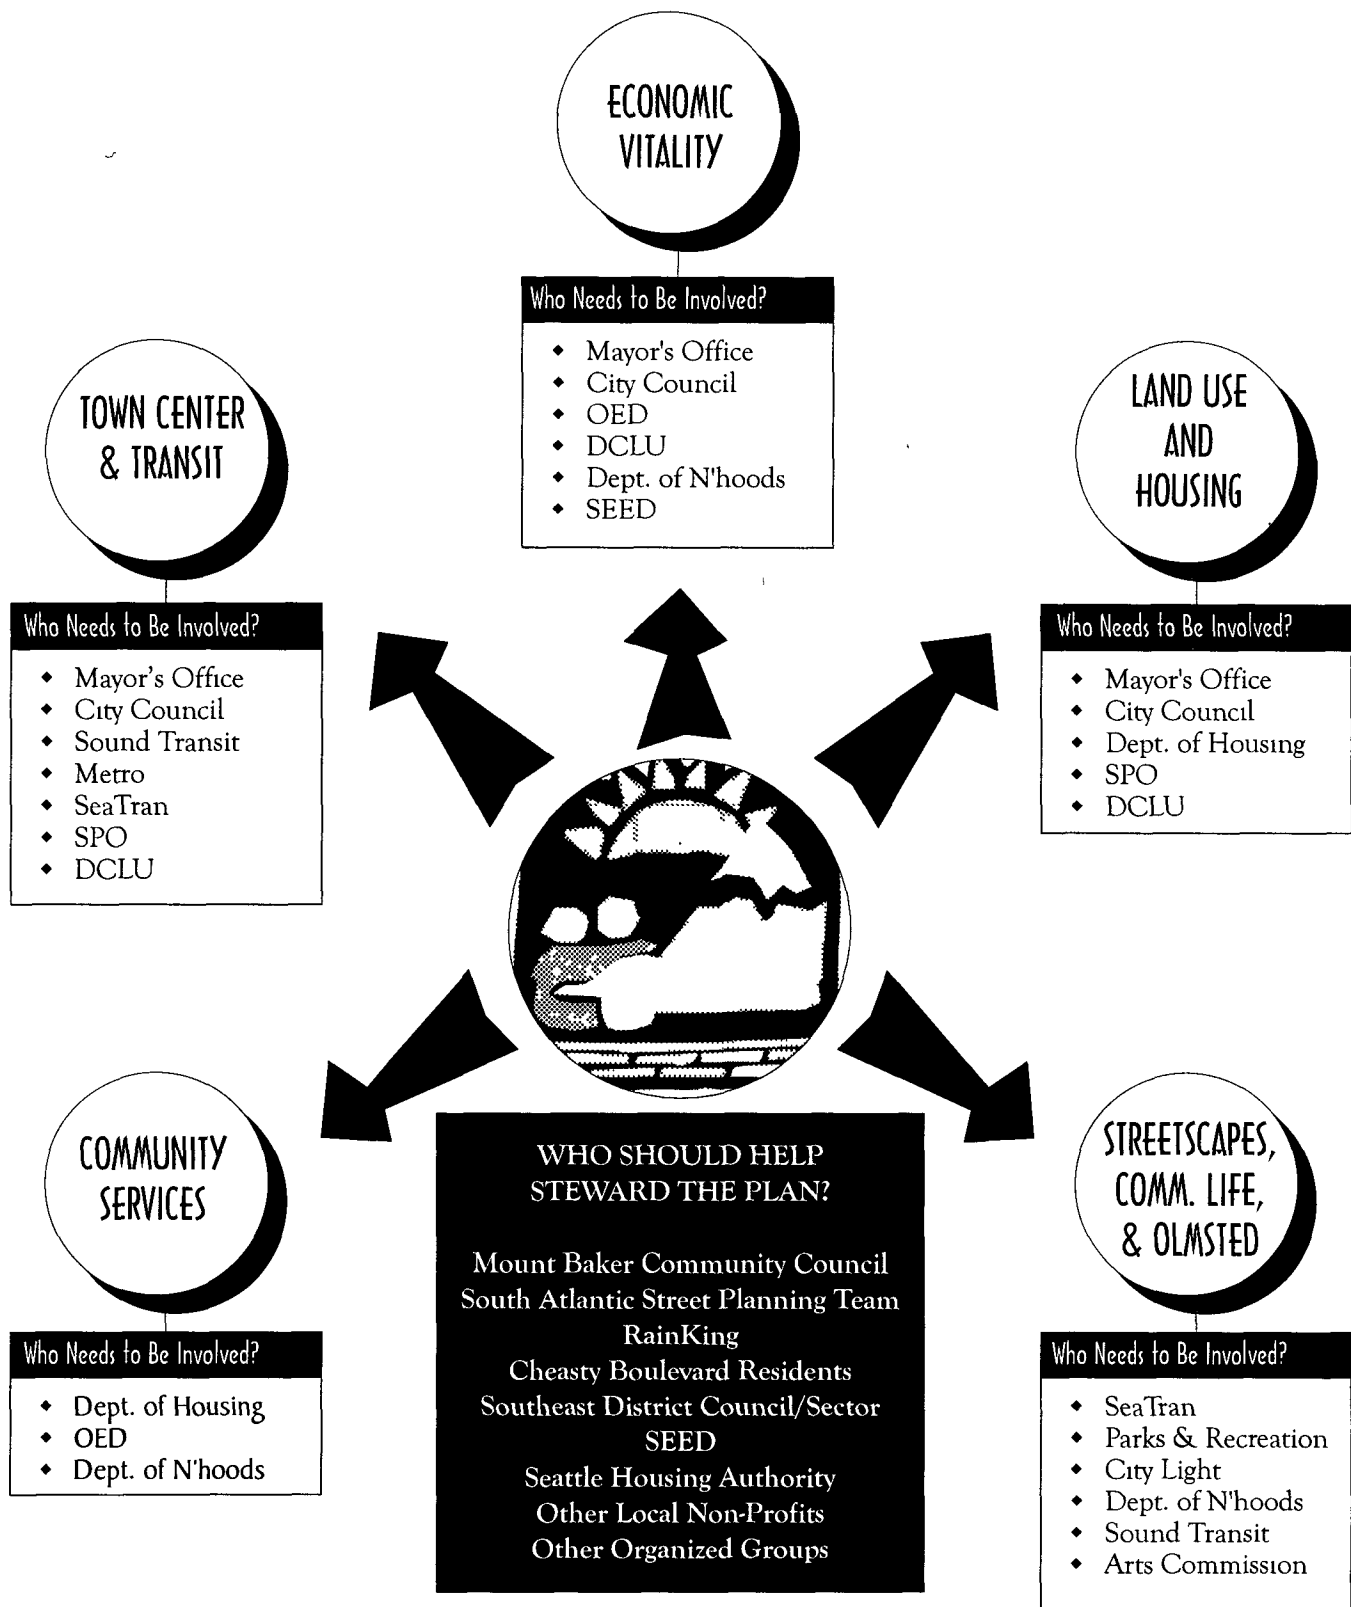 ECONOMIC
VITALITY
Who Needs to Be Involved?
◆ Mayor's Office
◆ City Council
◆ OED
◆ DCLU
◆ Dept. of N'hoods
◆ SEED
TOWN CENTER
& TRANSIT
Who Needs to Be Involved?
◆ Mayor's Office
◆ City Council
◆ Sound Transit
◆ Metro
◆ SeaTran
◆ SPO
◆ DCLU
LAND USE
AND
HOUSING
Who Needs to Be Involved?
◆ Mayor's Office
◆ City Council
◆ Dept. of Housing
◆ SPO
◆ DCLU
COMMUNITY
SERVICES
Who Needs to Be Involved?
◆ Dept. of Housing
◆ OED
◆ Dept. of N'hoods
WHO SHOULD HELP
STEWARD THE PLAN?
Mount Baker Community Council
South Atlantic Street Planning Team
RainKing
Cheasty Boulevard Residents
Southeast District Council/Sector
SEED
Seattle Housing Authority
Other Local Non-Profits
Other Organized Groups
STREETSCAPES,
COMM. LIFE,
& OLMSTED
Who Needs to Be Involved?
◆ SeaTran
◆ Parks & Recreation
◆ City Light
◆ Dept. of N'hoods
◆ Sound Transit
◆ Arts Commission